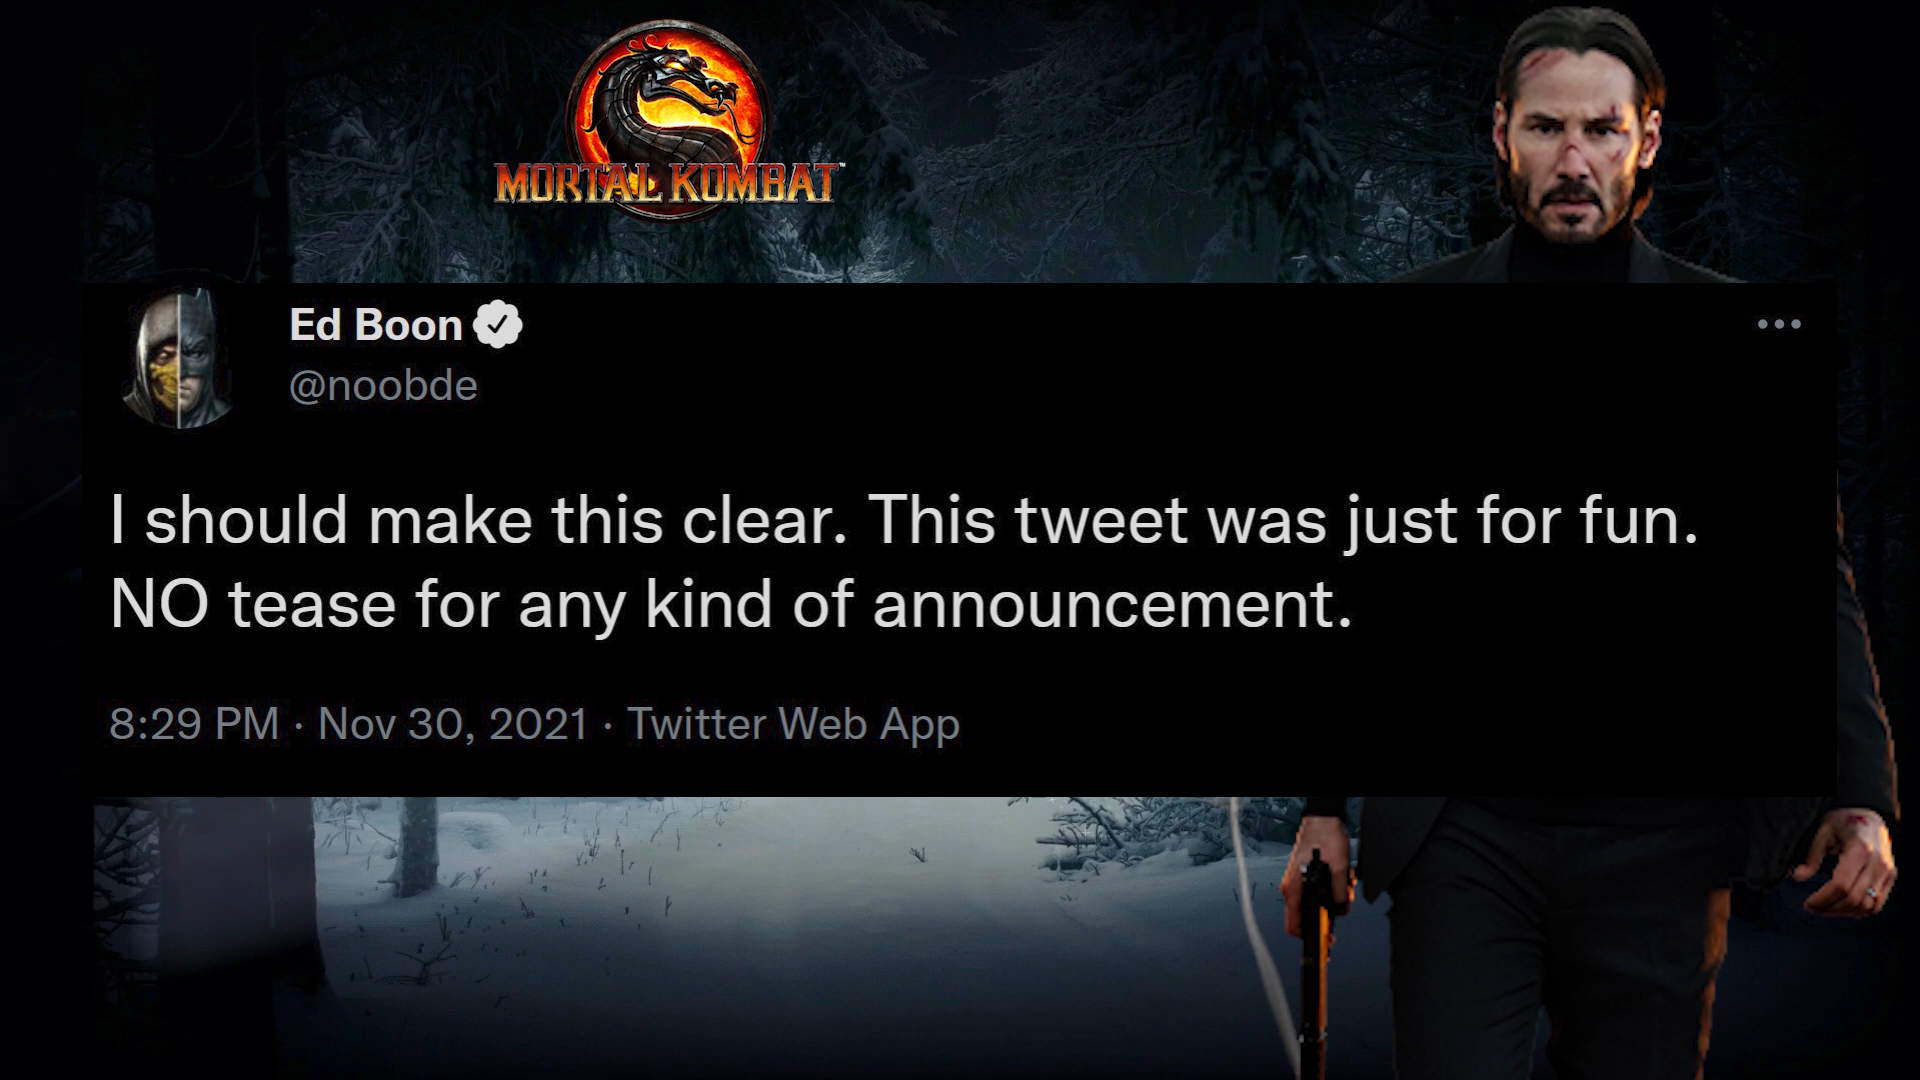 MORTAL KOMBAT™
Ed Boon
@noobde
I should make this clear. This tweet was just for fun.
NO tease for any kind of announcement.
8:29 PM · Nov 30, 2021 · Twitter Web App